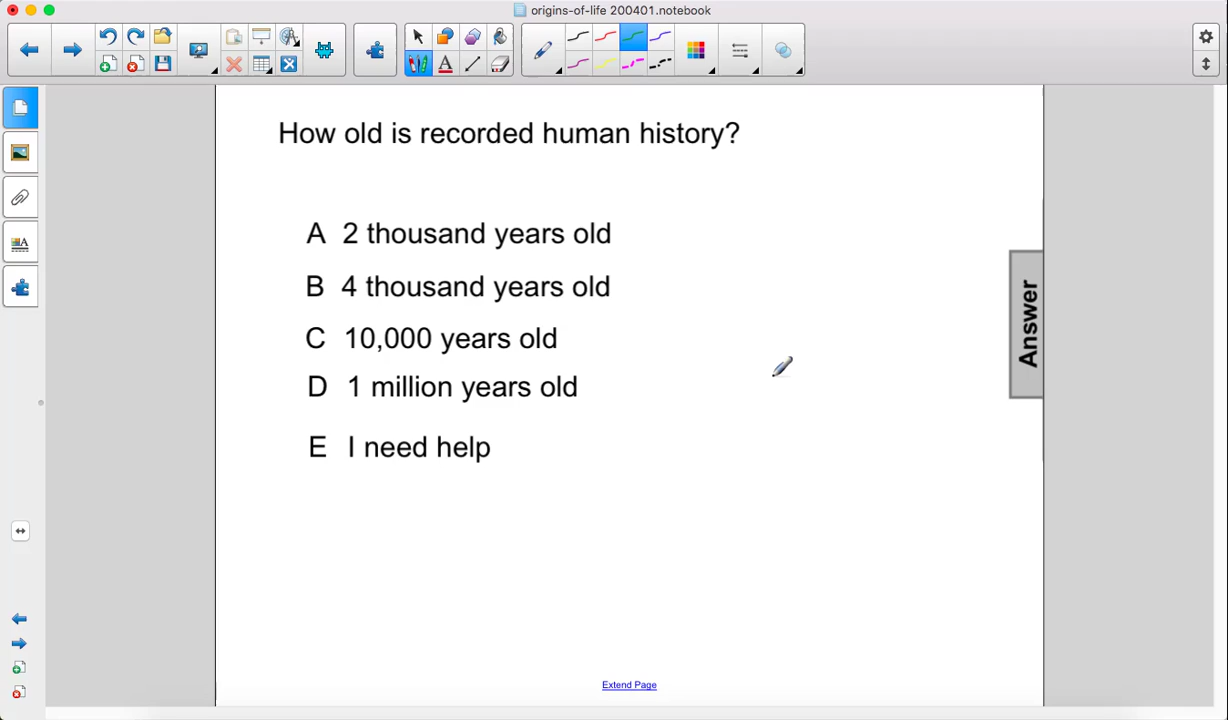 origins-of-life 200401.notebook
How old is recorded human history?
A 2 thousand years old
B 4 thousand years old
C 10,000 years old
D 1 million years old
E I need help
Answer
Extend Page